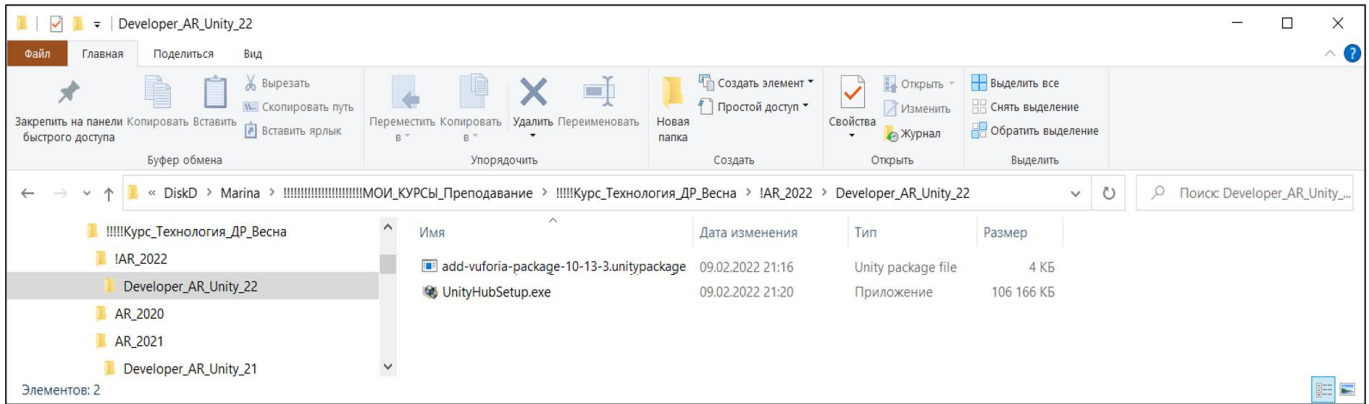 Developer_AR_Unity_22
Файл Главная Поделиться Вид
Закрепить на панели быстрого доступа
Копировать
Вставить
Вырезать
Скопировать путь
Вставить ярлык
Буфер обмена
Переместить в
Копировать в
Удалить
Переименовать
Упорядочить
Новая папка
Создать элемент
Простой доступ
Создать
Свойства
Открыть
Изменить
Журнал
Открыть
Выделить все
Снять выделение
Обратить выделение
Выделить
« DiskD > Marina > !!!!!!!!!!!!!!!!!!!!!!!!МОИ_КУРСЫ_Преподавание > !!!!!Курс_Технология_ДР_Весна > !AR_2022 > Developer_AR_Unity_22
Поиск: Developer_AR_Unity_...
!!!!!Курс_Технология_ДР_Весна
!AR_2022
Developer_AR_Unity_22
AR_2020
AR_2021
Developer_AR_Unity_21
Имя Дата изменения Тип Размер
add-vuforia-package-10-13-3.unitypackage 09.02.2022 21:16 Unity package file 4 КБ
UnityHubSetup.exe 09.02.2022 21:20 Приложение 106 166 КБ
Элементов: 2